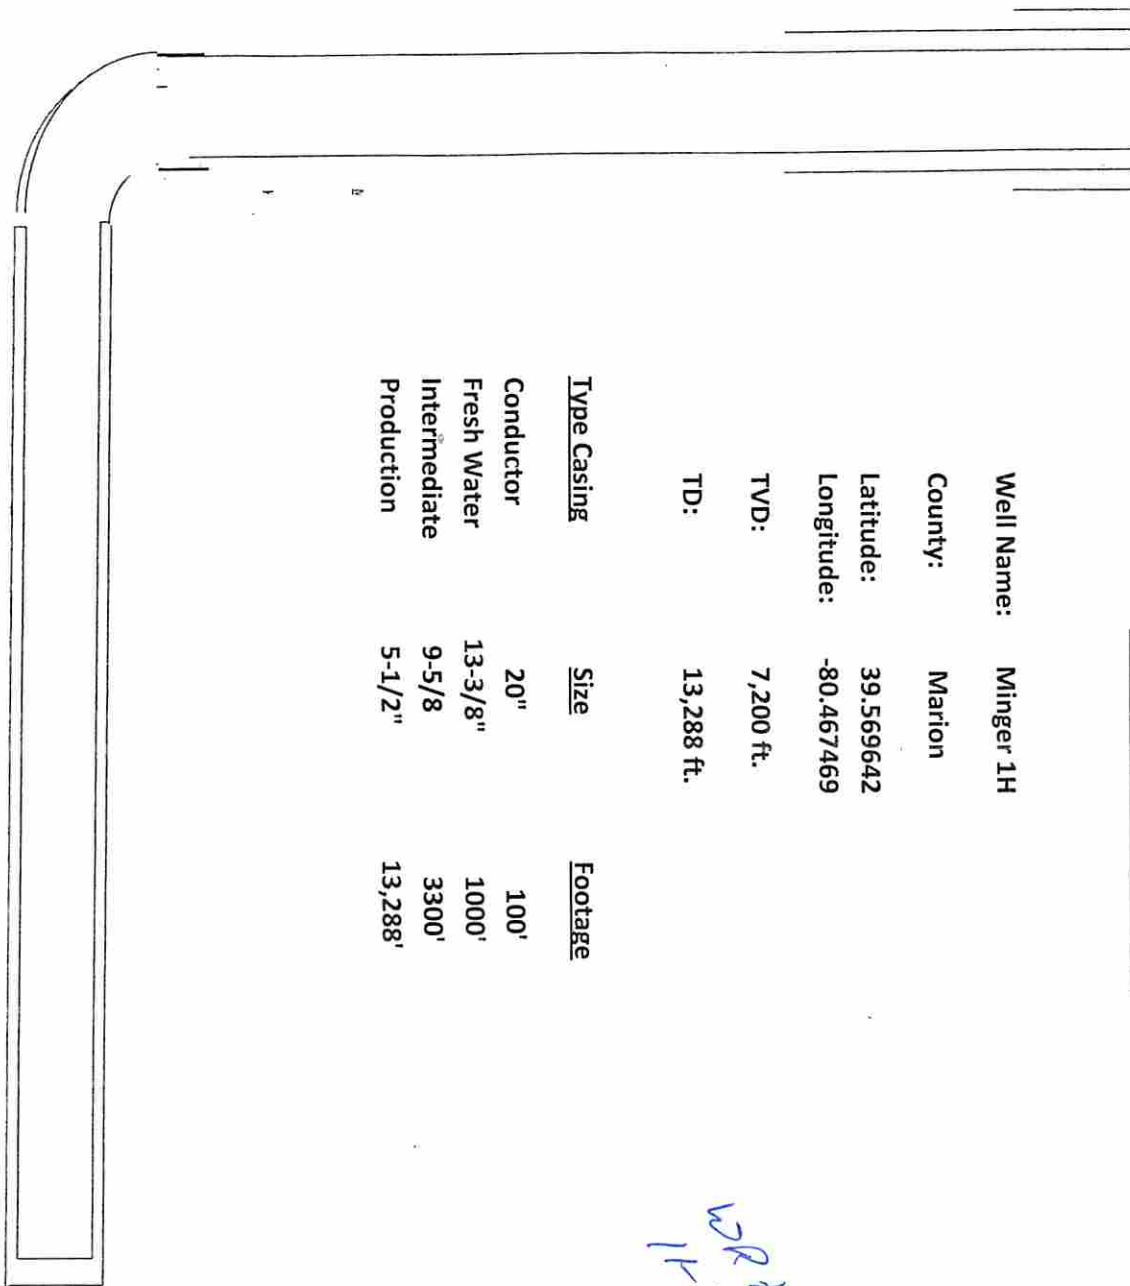 Well Name: Minger 1H
County: Marion
Latitude: 39.569642
Longitude: -80.467469
TVD: 7,200 ft.
TD: 13,288 ft.
Type Casing Size Footage
Conductor 20" 100'
Fresh Water 13-3/8" 1000'
Intermediate 9-5/8 3300'
Production 5-1/2" 13,288'